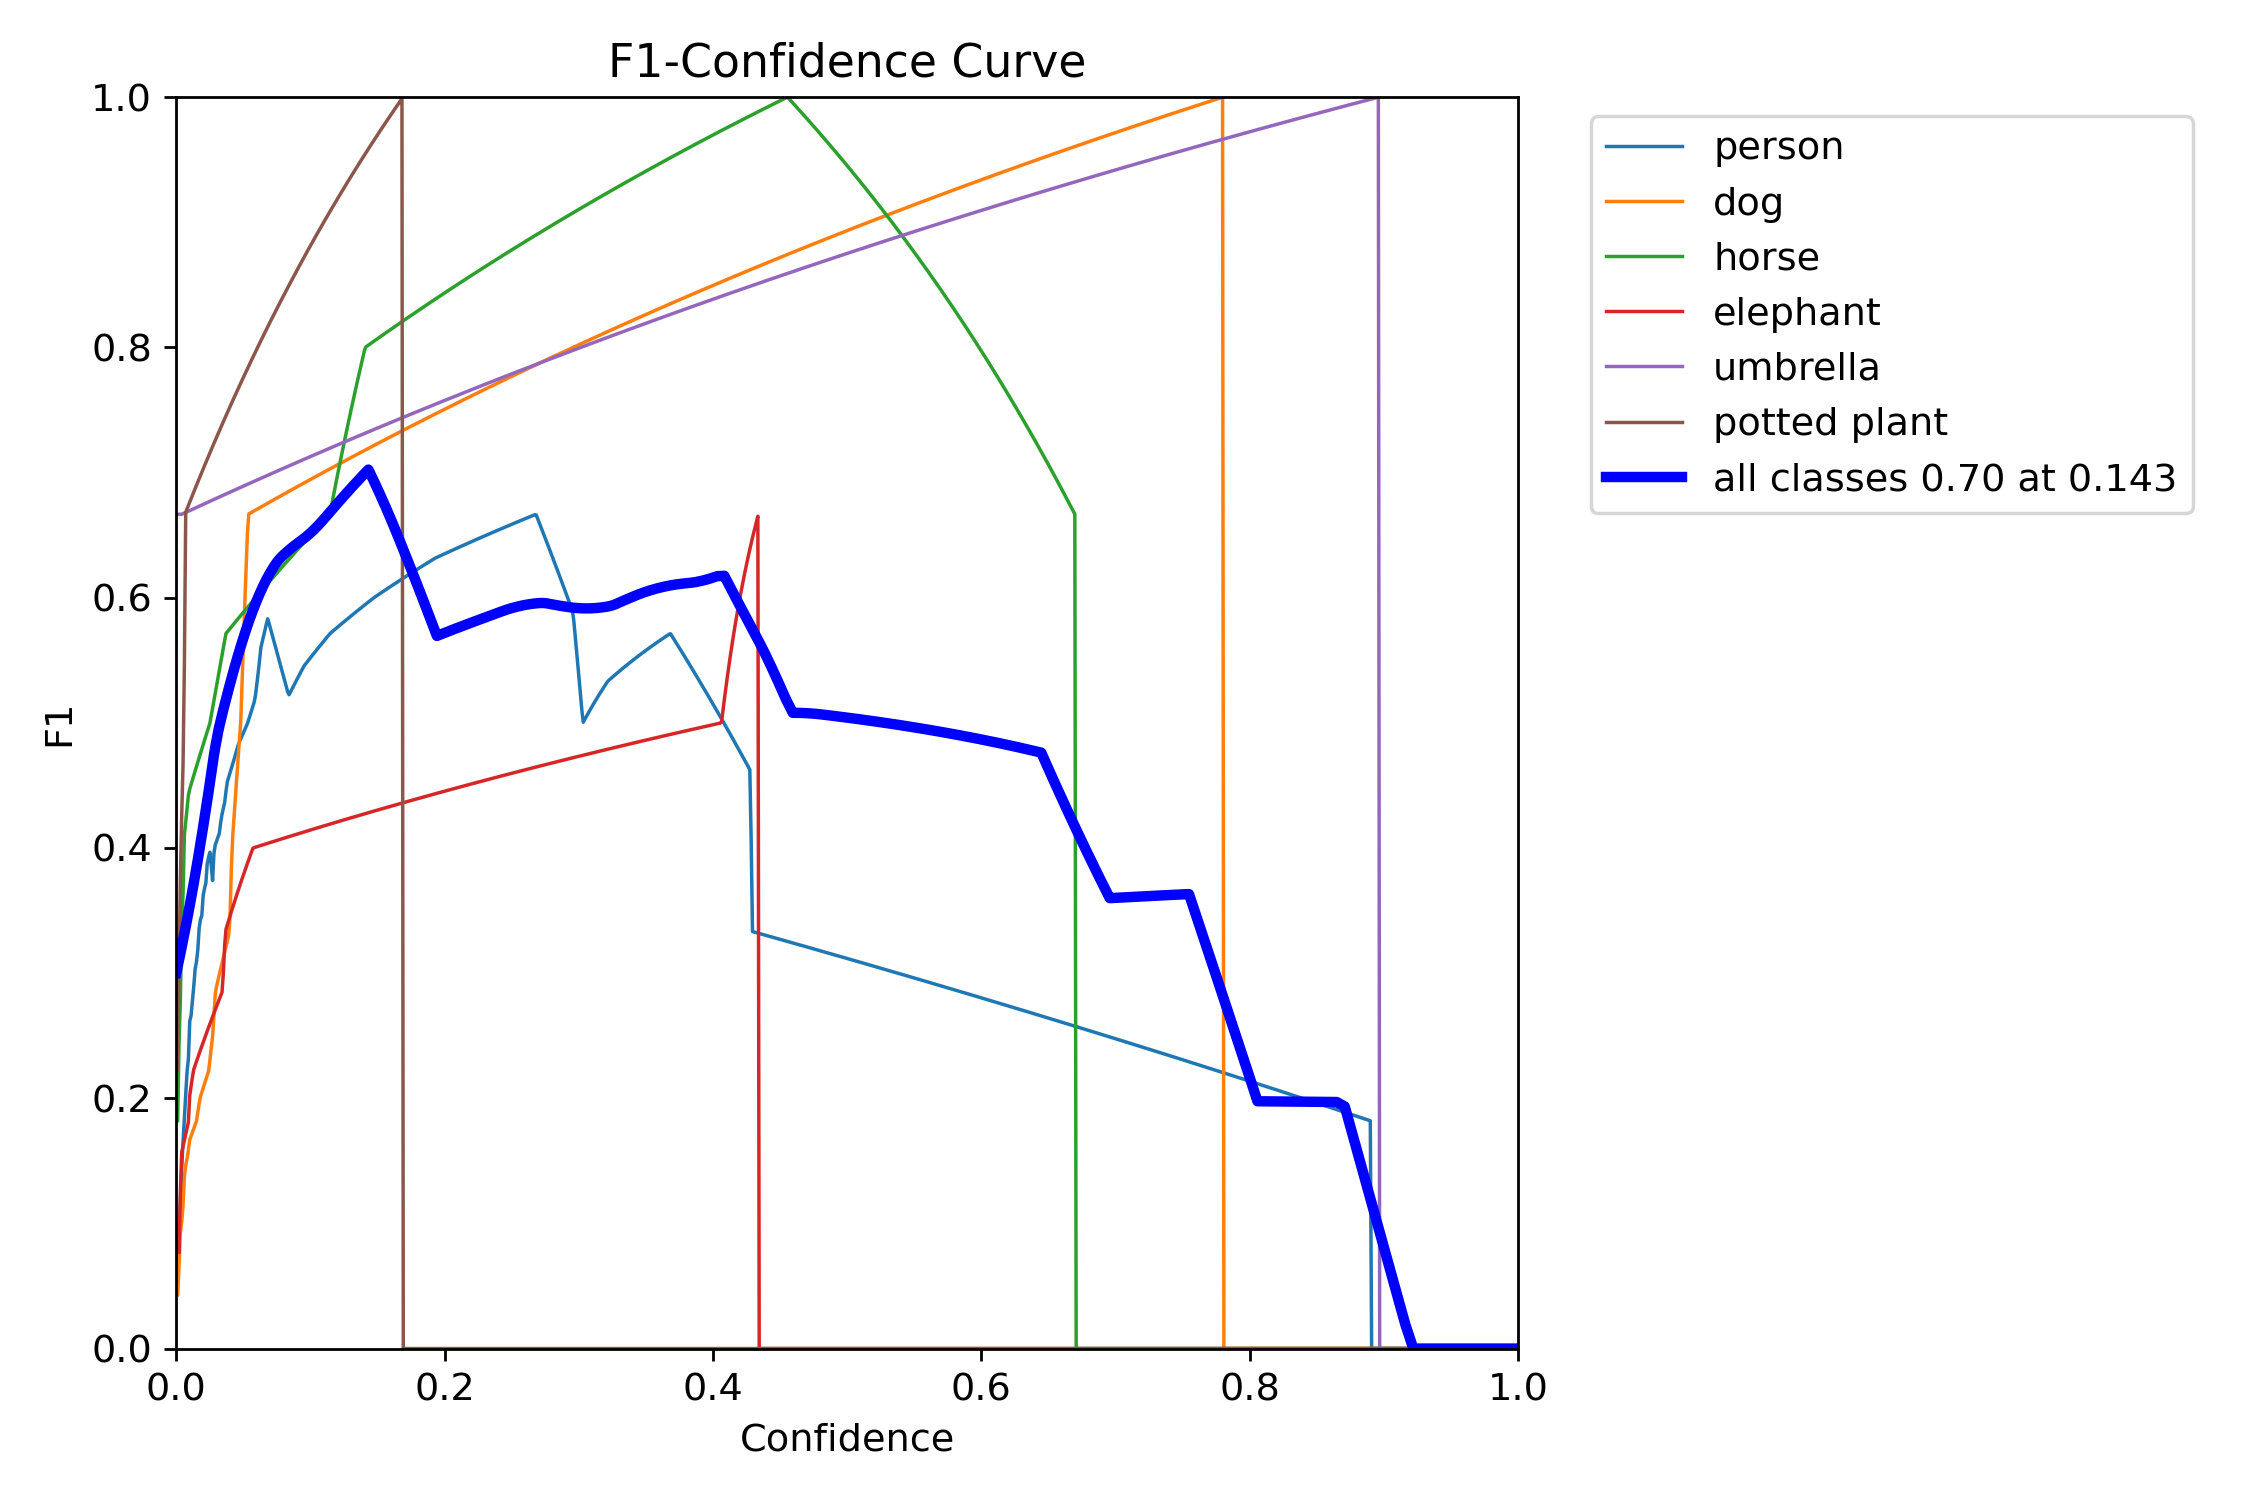 F1-Confidence Curve
1.0
0.8
0.6
0.4
0.2
0.0
F1
0.0 0.2 0.4 0.6 0.8 1.0
Confidence
person
dog
horse
elephant
umbrella
potted plant
all classes 0.70 at 0.143